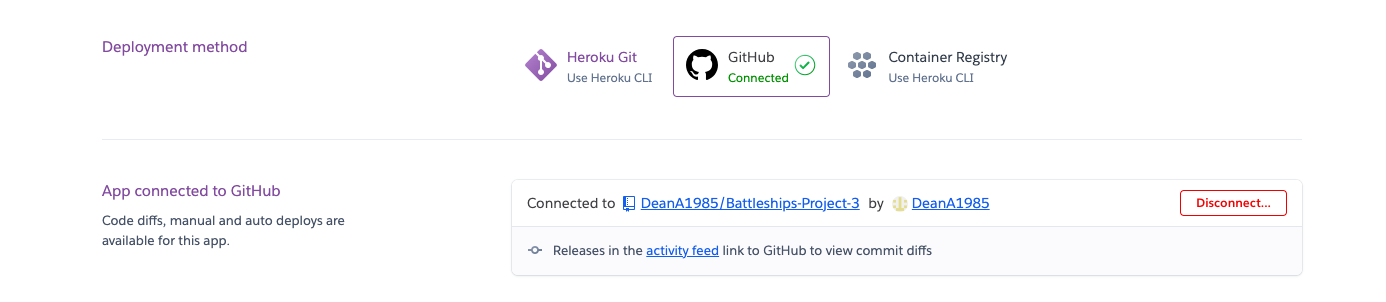 Deployment method
Heroku Git
Use Heroku CLI
GitHub
Connected
Container Registry
Use Heroku CLI
App connected to GitHub
Code diffs, manual and auto deploys are
available for this app.
Connected to DeanA1985/Battleships-Project-3 by DeanA1985
Disconnect...
Releases in the activity feed link to GitHub to view commit diffs